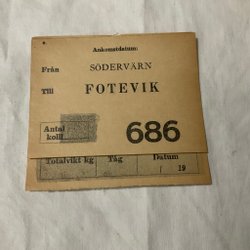 Ankomstdatum:
Från SÖDERVÄRN
Till FOTEVIK
Antal kolli 686
Totalvikt kg Tåg Datum
19